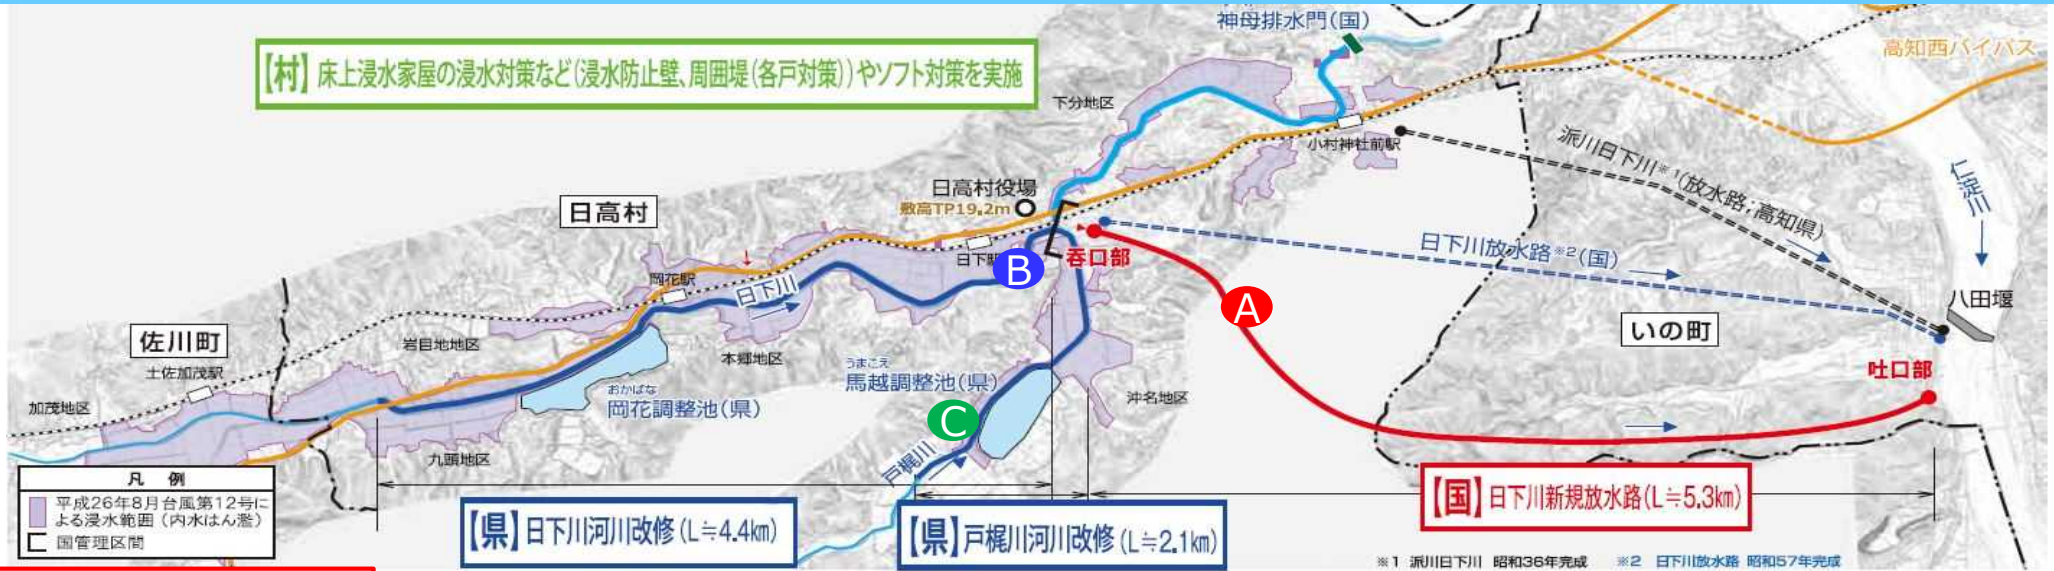 神母排水門(国)
高知西バイパス
【村】床上浸水家屋の浸水対策など(浸水防止壁、周囲堤(各戸対策))やソフト対策を実施
下分地区
小村神社前駅
派川日下川※1(放水路;高知県)
仁淀川
日高村役場
敷高TP19.2m
日高村
日下川放水路※2(国)
呑口部
日下
B
A
岡花駅
日下川
八田堰
いの町
佐川町
土佐加茂駅
岩目地地区
本郷地区
うまこえ
馬越調整池(県)
吐口部
おかばな
岡花調整池(県)
沖名地区
加茂地区
C
九頭地区
戸梶川
凡 例
平成26年8月台風第12号に
よる浸水範囲(内水はん濫)
国管理区間
【県】日下川河川改修(L≒4.4km)
【県】戸梶川河川改修(L≒2.1km)
【国】日下川新規放水路(L≒5.3km)
※1 派川日下川 昭和36年完成 ※2 日下川放水路 昭和57年完成